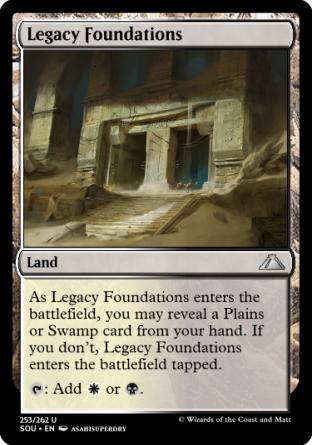 Legacy Foundations
Land
As Legacy Foundations enters the
battlefield, you may reveal a Plains
or Swamp card from your hand. If
you don't, Legacy Foundations
enters the battlefield tapped.
: Add or .
253/262 U
SOU • EN ASAHISUPERDRY
© Wizards of the Coast and Matt